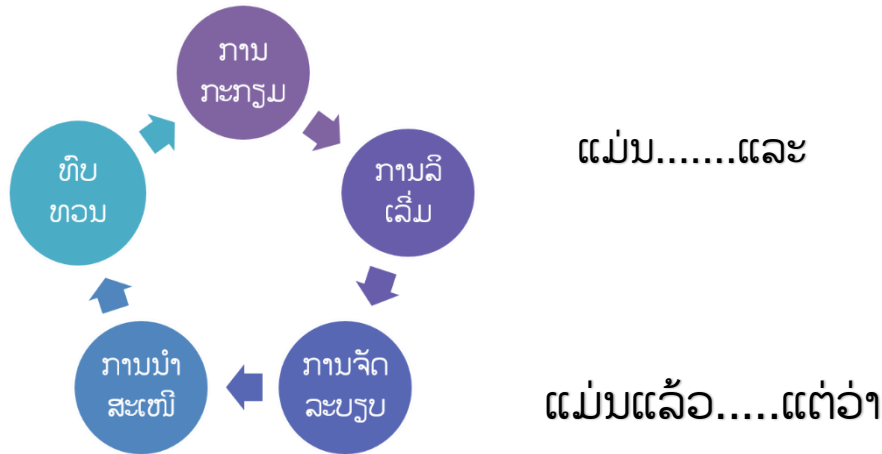 ການ
ກະກຽມ
ການລິ
ເລີ່ມ
ການຈັດ
ລະບຽບ
ການນຳ
ສະເໜີ
ທົບ
ທວນ
ແມ່ນ.......ແລະ
ແມ່ນແລ້ວ.....ແຕ່ວ່າ